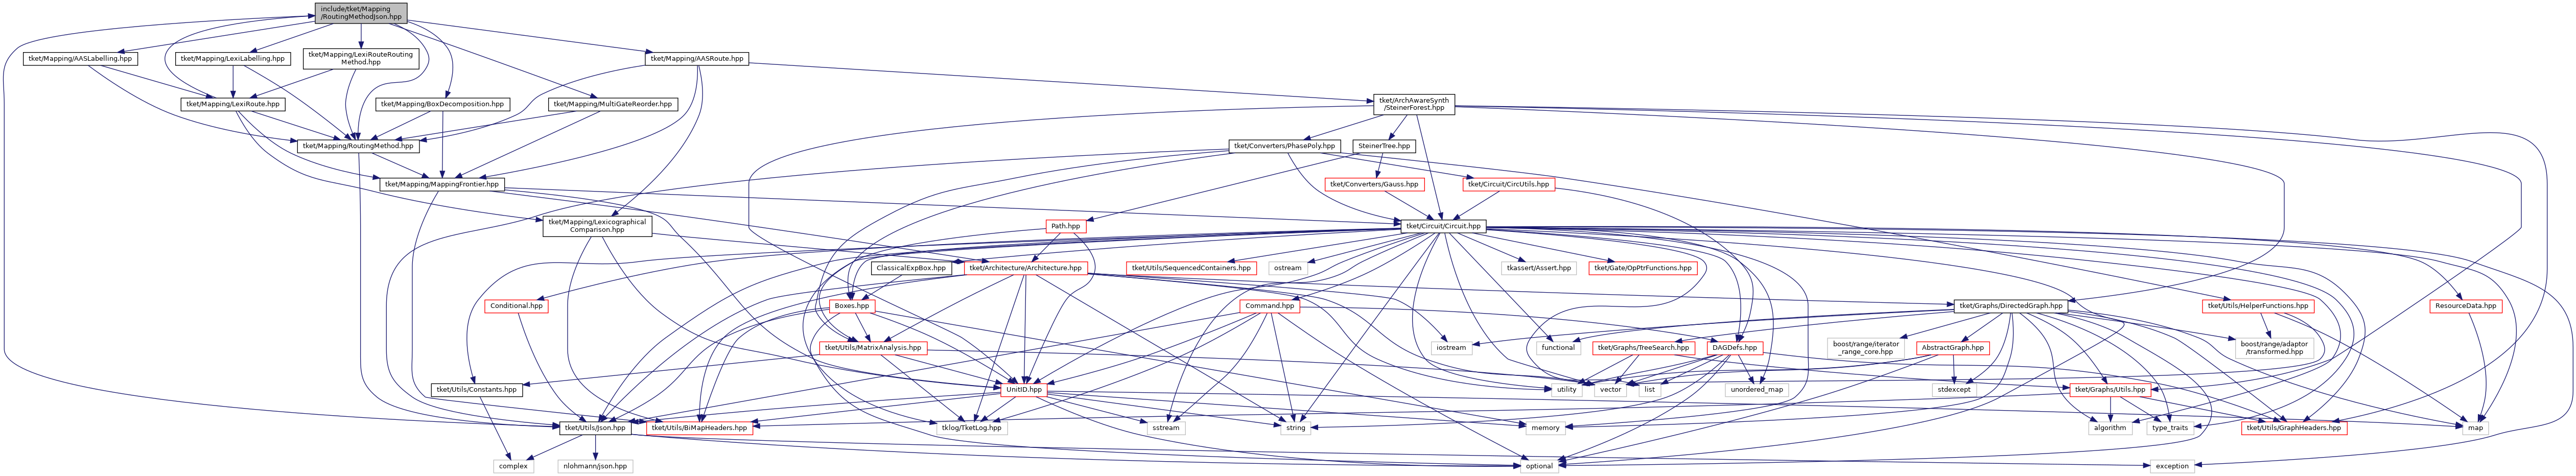 include/tket/Mapping
/RoutingMethodJson.hpp
tket/Mapping/AASLabelling.hpp
tket/Mapping/LexiLabelling.hpp
tket/Mapping/LexiRouteRouting
Method.hpp
tket/Mapping/AASRoute.hpp
tket/Mapping/LexiRoute.hpp
tket/Mapping/BoxDecomposition.hpp
tket/Mapping/MultiGateReorder.hpp
tket/ArchAwareSynth
/SteinerForest.hpp
tket/Mapping/RoutingMethod.hpp
tket/Converters/PhasePoly.hpp
SteinerTree.hpp
tket/Mapping/MappingFrontier.hpp
tket/Converters/Gauss.hpp
tket/Circuit/CircUtils.hpp
tket/Mapping/Lexicographical
Comparison.hpp
Path.hpp
tket/Circuit/Circuit.hpp
ClassicalExpBox.hpp
tket/Architecture/Architecture.hpp
tket/Utils/SequencedContainers.hpp
ostream
tkassert/Assert.hpp
tket/Gate/OpPtrFunctions.hpp
Conditional.hpp
Boxes.hpp
Command.hpp
tket/Graphs/DirectedGraph.hpp
tket/Utils/HelperFunctions.hpp
ResourceData.hpp
tket/Utils/MatrixAnalysis.hpp
iostream
functional
tket/Graphs/TreeSearch.hpp
DAGDefs.hpp
boost/range/iterator
_range_core.hpp
AbstractGraph.hpp
boost/range/adaptor
/transformed.hpp
tket/Utils/Constants.hpp
UnitID.hpp
utility
vector
list
unordered_map
stdexcept
tket/Graphs/Utils.hpp
tket/Utils/Json.hpp
tket/Utils/BiMapHeaders.hpp
tklog/TketLog.hpp
sstream
string
memory
algorithm
type_traits
tket/Utils/GraphHeaders.hpp
map
complex
nlohmann/json.hpp
optional
exception